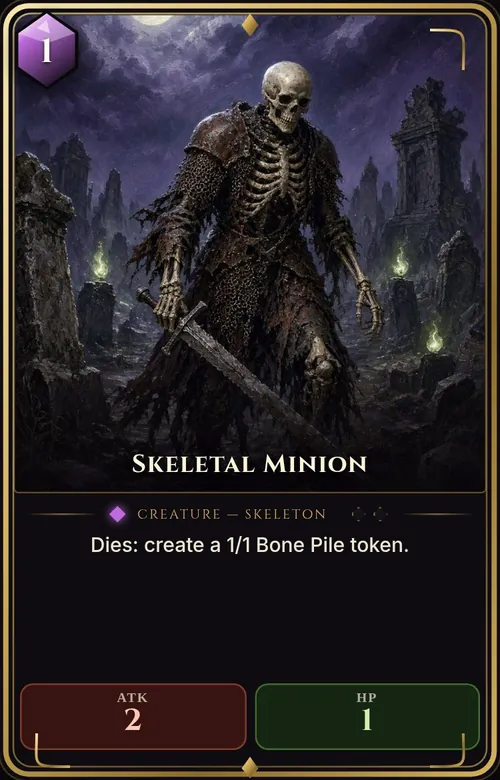 1
Skeletal Minion
CREATURE — SKELETON
Dies: create a 1/1 Bone Pile token.
ATK
2
HP
1